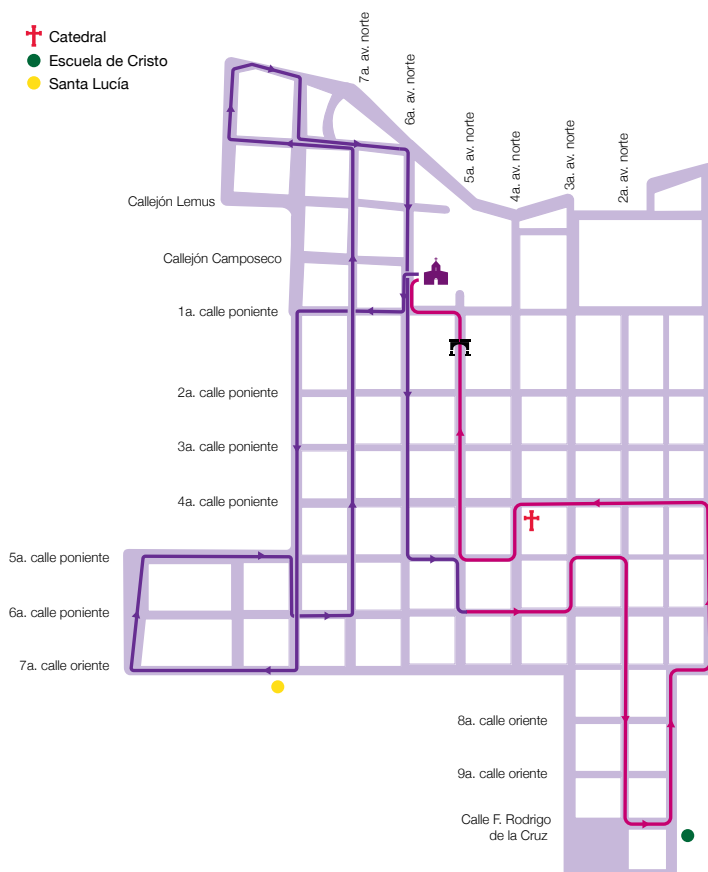 Catedral
Escuela de Cristo
Santa Lucía
7a. av. norte
6a. av. norte
5a. av. norte
4a. av. norte
3a. av. norte
2a. av. norte
Callejón Lemus
Callejón Camposeco
1a. calle poniente
2a. calle poniente
3a. calle poniente
4a. calle poniente
5a. calle poniente
6a. calle poniente
7a. calle oriente
8a. calle oriente
9a. calle oriente
Calle F. Rodrigo
de la Cruz